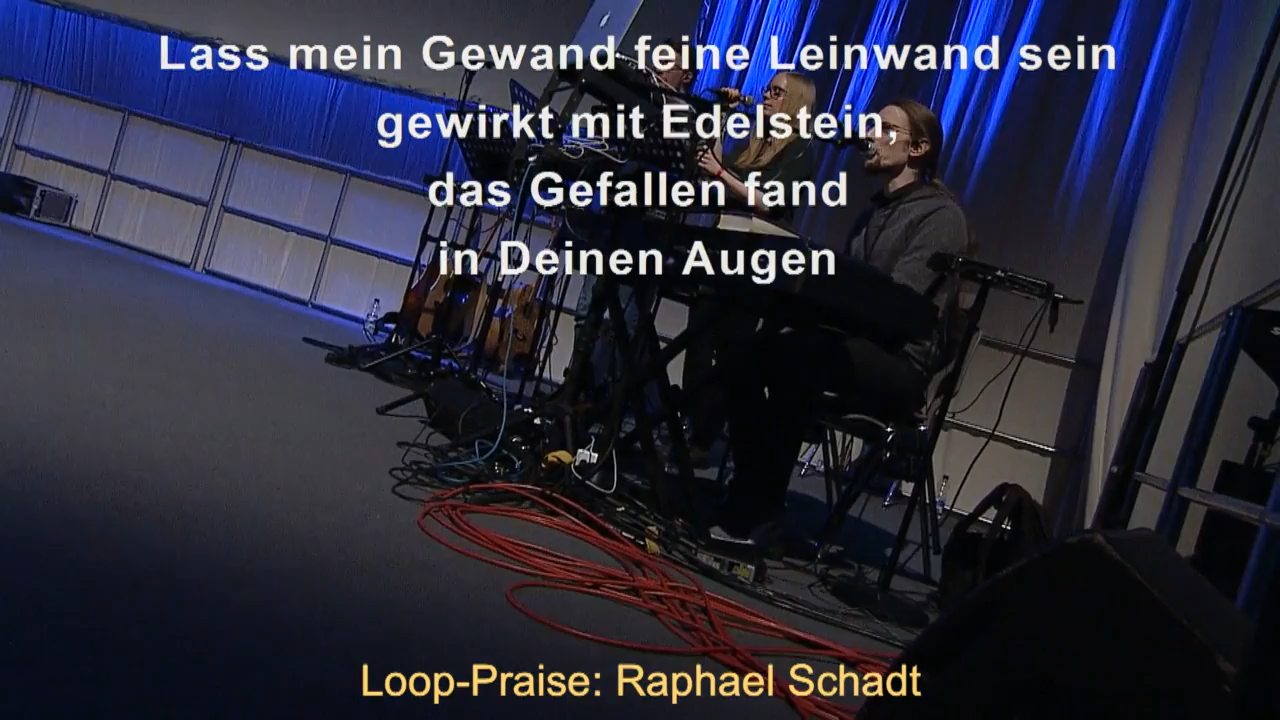 Lass mein Gewand feine Leinwand sein
gewirkt mit Edelstein,
das Gefallen fand
in Deinen Augen
Loop-Praise: Raphael Schadt